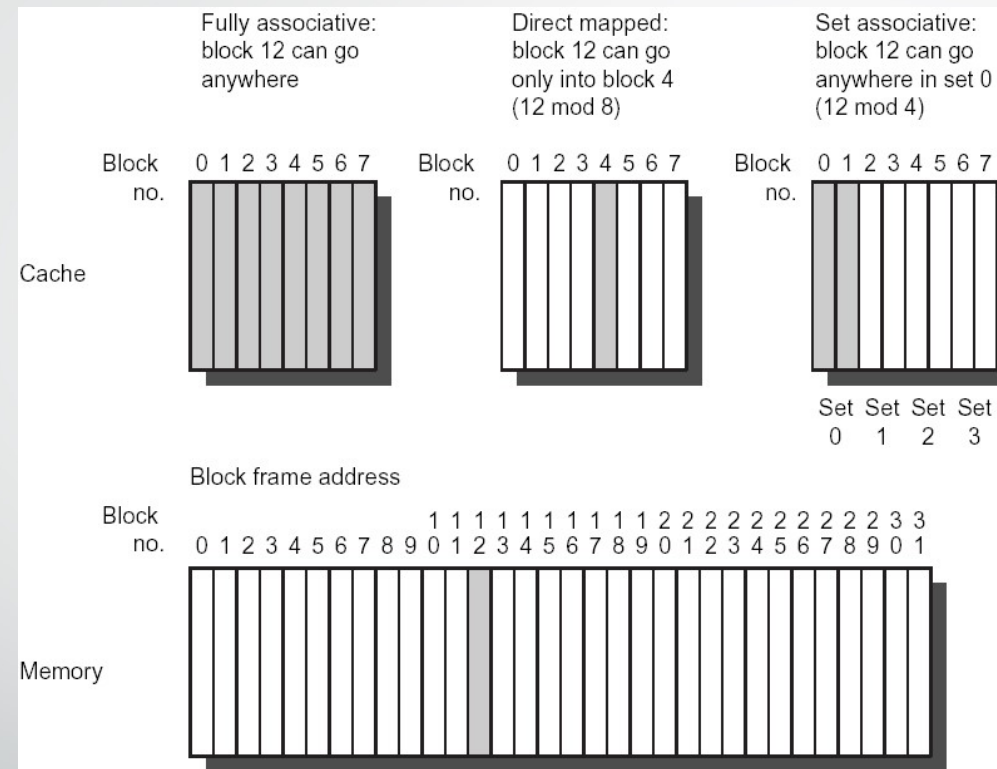 Fully associative:
block 12 can go
anywhere
Direct mapped:
block 12 can go
only into block 4
(12 mod 8)
Set associative:
block 12 can go
anywhere in set 0
(12 mod 4)
Block
no.
0 1 2 3 4 5 6 7
Block
no.
0 1 2 3 4 5 6 7
Block
no.
0 1 2 3 4 5 6 7
Cache
Set Set Set Set
0 1 2 3
Block frame address
Block
no.
1 1 1 1 1 1 1 1 1 1 2 2 2 2 2 2 2 2 2 2 3 3
0 1 2 3 4 5 6 7 8 9 0 1 2 3 4 5 6 7 8 9 0 1 2 3 4 5 6 7 8 9 0 1
Memory